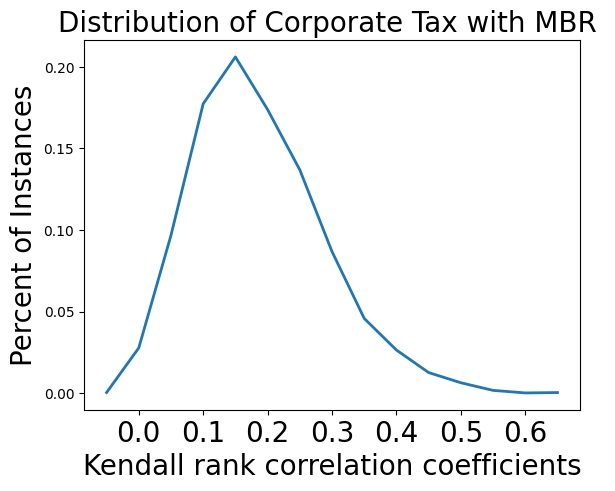 Distribution of Corporate Tax with MBR
Percent of Instances
0.20
0.15
0.10
0.05
0.00
0.0 0.1 0.2 0.3 0.4 0.5 0.6
Kendall rank correlation coefficients